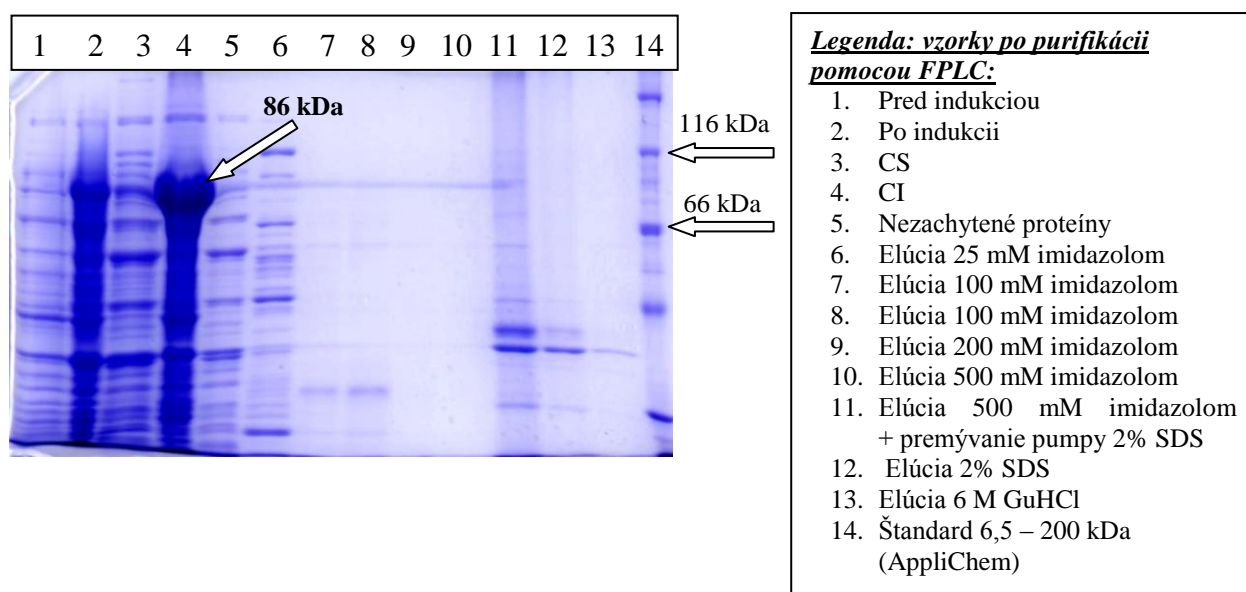 1 2 3 4 5 6 7 8 9 10 11 12 13 14
86 kDa
116 kDa
66 kDa
Legenda: vzorky po purifikácii
pomocou FPLC:
1. Pred indukciou
2. Po indukcii
3. CS
4. CI
5. Nezachytené proteíny
6. Elúcia 25 mM imidazolom
7. Elúcia 100 mM imidazolom
8. Elúcia 100 mM imidazolom
9. Elúcia 200 mM imidazolom
10. Elúcia 500 mM imidazolom
11. Elúcia 500 mM imidazolom
+ premývanie pumpy 2% SDS
12. Elúcia 2% SDS
13. Elúcia 6 M GuHCl
14. Štandard 6,5 – 200 kDa
(AppliChem)